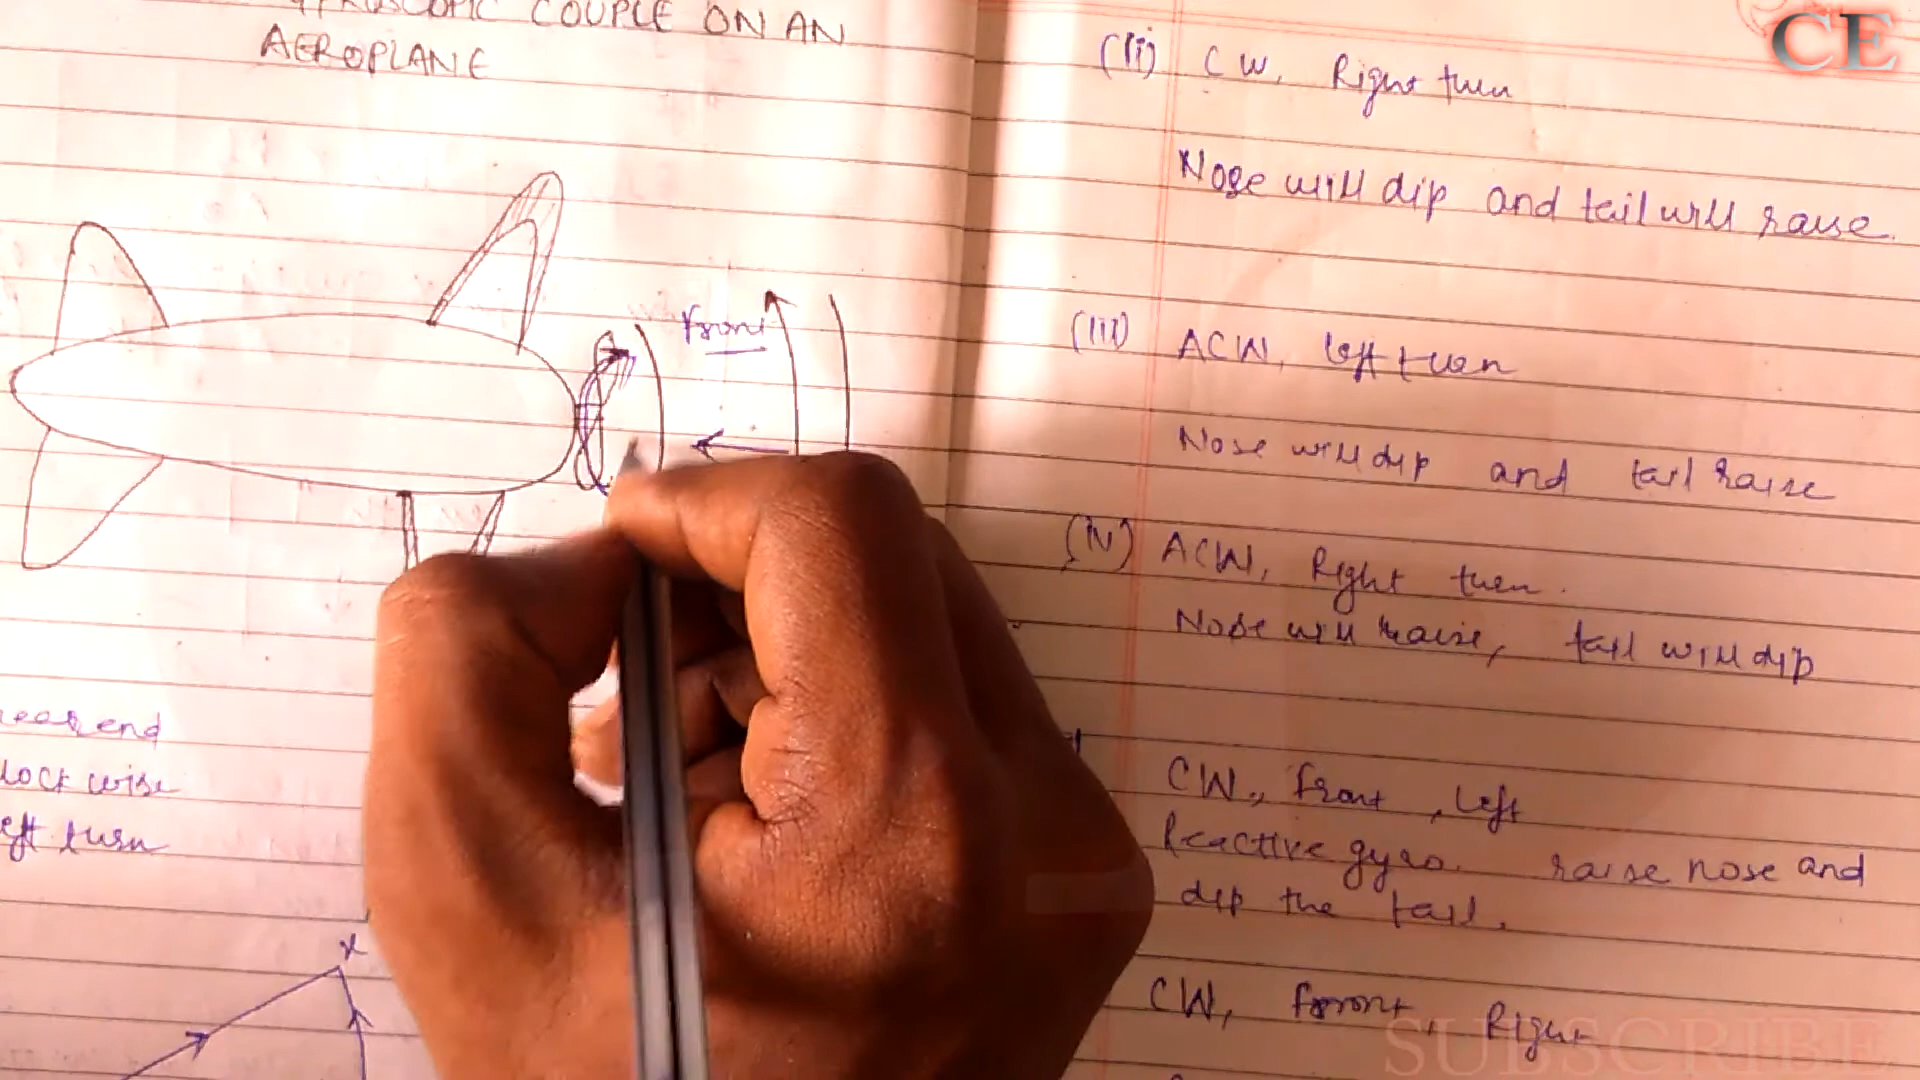 GYROSCOPIC COUPLE ON AN
AEROPLANE
front
rear end
lock wise
eft turn
x
(ii) CW, Right turn
Nose will dip and tail will raise.
(III) ACW, left turn
Nose will dip and tail raise
(IV) ACW, Right turn.
Nose will raise, tail will dip
CW, front, left
Reactive gyro. raise nose and
dip the tail.
CW, front, Right
CE
SUBSCRIBE